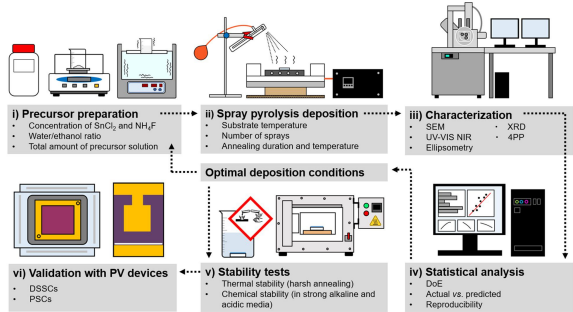 i) Precursor preparation
• Concentration of SnCl₂ and NH₄F
• Water/ethanol ratio
• Total amount of precursor solution
ii) Spray pyrolysis deposition
• Substrate temperature
• Number of sprays
• Annealing duration and temperature
iii) Characterization
• SEM • XRD
• UV-VIS NIR • 4PP
• Ellipsometry
Optimal deposition conditions
iv) Statistical analysis
• DoE
• Actual vs. predicted
• Reproducibility
v) Stability tests
• Thermal stability (harsh annealing)
• Chemical stability (in strong alkaline and
acidic media)
vi) Validation with PV devices
• DSSCs
• PSCs